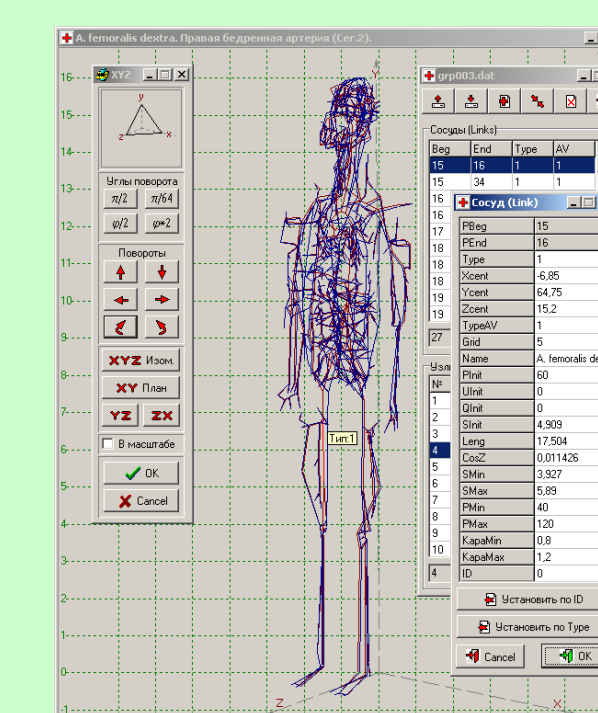 A. femoralis dextra. Правая бедренная артерия (Сег.2).
XYZ
y
z
x
Углы поворота
π/2 π/64
φ/2 φ*2
Повороты
XYZ Изом.
XY План
YZ ZX
В масштабе
OK
Cancel
16
15
14
13
12
11
10
9
8
7
6
5
4
3
2
1
0
-1
Y
Z
X
Тип:1
grp003.dat
Сосуды (Links)
Beg End Type AV
15 16 1 1
15 34 1 1
16
16
17
18
18
18
19
19
27
Узл
№
1
2
3
4
5
6
7
8
9
10
4
Сосуд (Link)
PBeg 15
PEnd 16
Type 1
Xcent -6,85
Ycent 64,75
Zcent 15,2
TypeAV 1
Grid 5
Name A. femoralis de
PInit 60
UInit 0
QInit 0
SInit 4,909
Leng 17,504
CosZ 0,011426
SMin 3,927
SMax 5,89
PMin 40
PMax 120
KapaMin 0,8
KapaMax 1,2
ID 0
Установить по ID
Установить по Type
Cancel OK